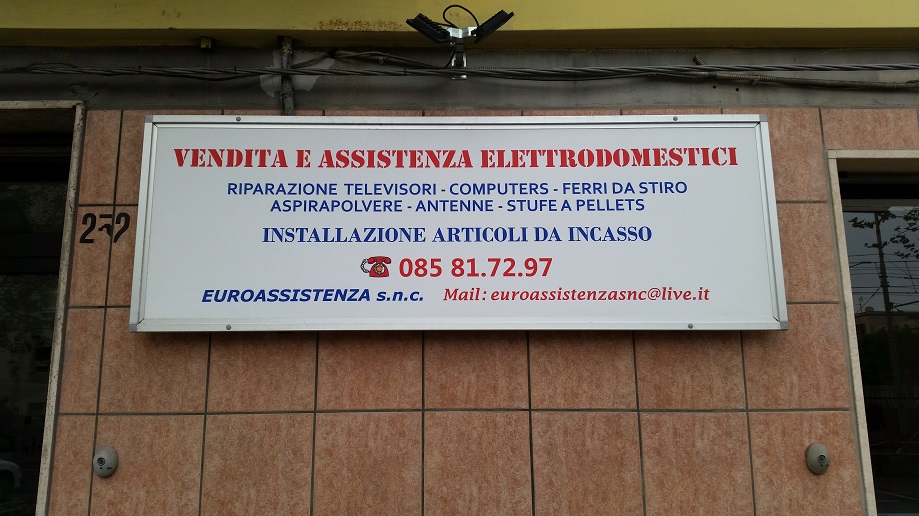 VENDITA E ASSISTENZA ELETTRODOMESTICI
RIPARAZIONE TELEVISORI - COMPUTERS - FERRI DA STIRO
ASPIRAPOLVERE - ANTENNE - STUFE A PELLETS
INSTALLAZIONE ARTICOLI DA INCASSO
085 81.72.97
EUROASSISTENZA s.n.c. Mail: euroassistenzasnc@live.it